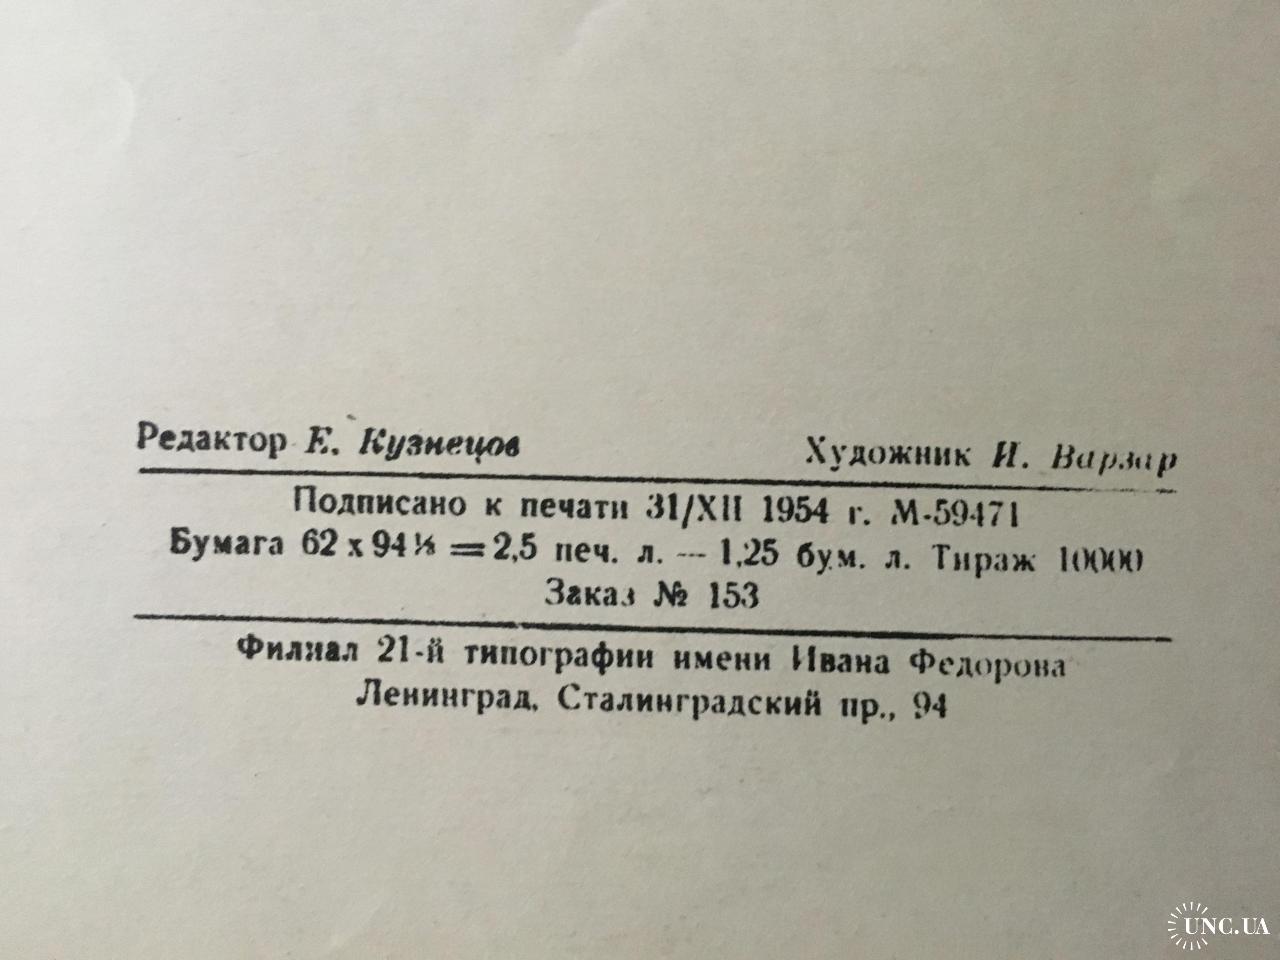 Редактор Е. Кузнецов Художник И. Варзар
Подписано к печати 31/XII 1954 г. М-59471
Бумага 62 х 94 ⅛ = 2,5 печ. л. — 1,25 бум. л. Тираж 10000
Заказ № 153
Филиал 21-й типографии имени Ивана Федорова
Ленинград, Сталинградский пр., 94
UNC.UA